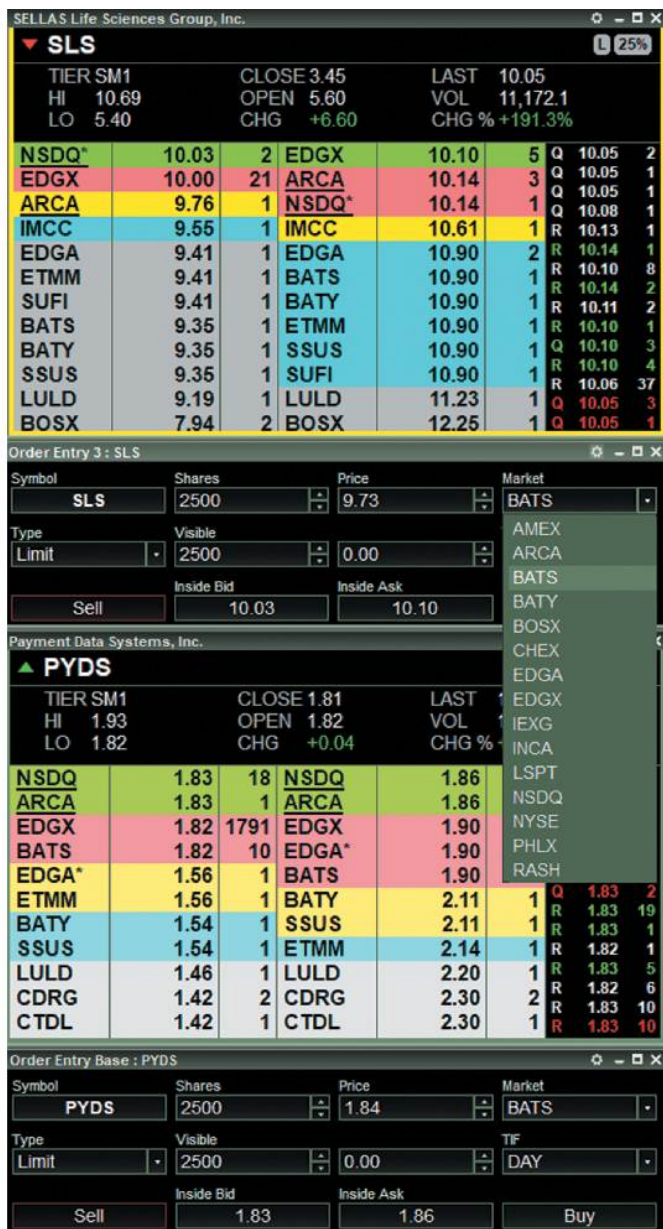 SELLAS Life Sciences Group, Inc.
SLS L 25%
TIER SM1 CLOSE 3.45 LAST 10.05
HI 10.69 OPEN 5.60 VOL 11,172.1
LO 5.40 CHG +6.60 CHG % +191.3%
NSDQ* 10.03 2 EDGX 10.10 5
EDGX 10.00 21 ARCA 10.14 3
ARCA 9.76 1 NSDQ* 10.14 1
IMCC 9.55 1 IMCC 10.61 1
EDGA 9.41 1 EDGA 10.90 2
ETMM 9.41 1 BATS 10.90 1
SUFI 9.41 1 BATY 10.90 1
BATS 9.35 1 ETMM 10.90 1
BATY 9.35 1 SSUS 10.90 1
SSUS 9.35 1 SUFI 10.90 1
LULD 9.19 1 LULD 11.23 1
BOSX 7.94 2 BOSX 12.25 1
Q 10.05 2
Q 10.05 1
Q 10.05 1
Q 10.08 1
R 10.13 1
R 10.14 1
R 10.10 8
R 10.14 2
R 10.11 2
R 10.10 1
Q 10.10 3
R 10.10 4
R 10.06 37
Q 10.05 3
Q 10.05 1
Order Entry 3 : SLS
Symbol Shares Price Market
SLS 2500 9.73 BATS
Type Visible
Limit 2500 0.00
Inside Bid Inside Ask
Sell 10.03 10.10
AMEX
ARCA
BATS
BATY
BOSX
CHEX
EDGA
EDGX
IEXG
INCA
LSPT
NSDQ
NYSE
PHLX
RASH
Payment Data Systems, Inc.
PYDS
TIER SM1 CLOSE 1.81 LAST
HI 1.93 OPEN 1.82 VOL
LO 1.82 CHG +0.04 CHG %
NSDQ 1.83 18 NSDQ 1.86
ARCA 1.83 1 ARCA 1.86
EDGX 1.82 1791 EDGX 1.90
BATS 1.82 10 EDGA* 1.90
EDGA* 1.56 1 BATS 1.90
ETMM 1.56 1 BATY 2.11 1
BATY 1.54 1 SSUS 2.11 1
SSUS 1.54 1 ETMM 2.14 1
LULD 1.46 1 LULD 2.20 1
CDRG 1.42 2 CDRG 2.30 2
CTDL 1.42 1 CTDL 2.30 1
Q 1.83 2
R 1.83 19
R 1.83 1
R 1.82 1
R 1.83 5
R 1.82 6
R 1.83 10
R 1.83 10
Order Entry Base : PYDS
Symbol Shares Price Market
PYDS 2500 1.84 BATS
Type Visible TIF
Limit 2500 0.00 DAY
Inside Bid Inside Ask
Sell 1.83 1.86 Buy